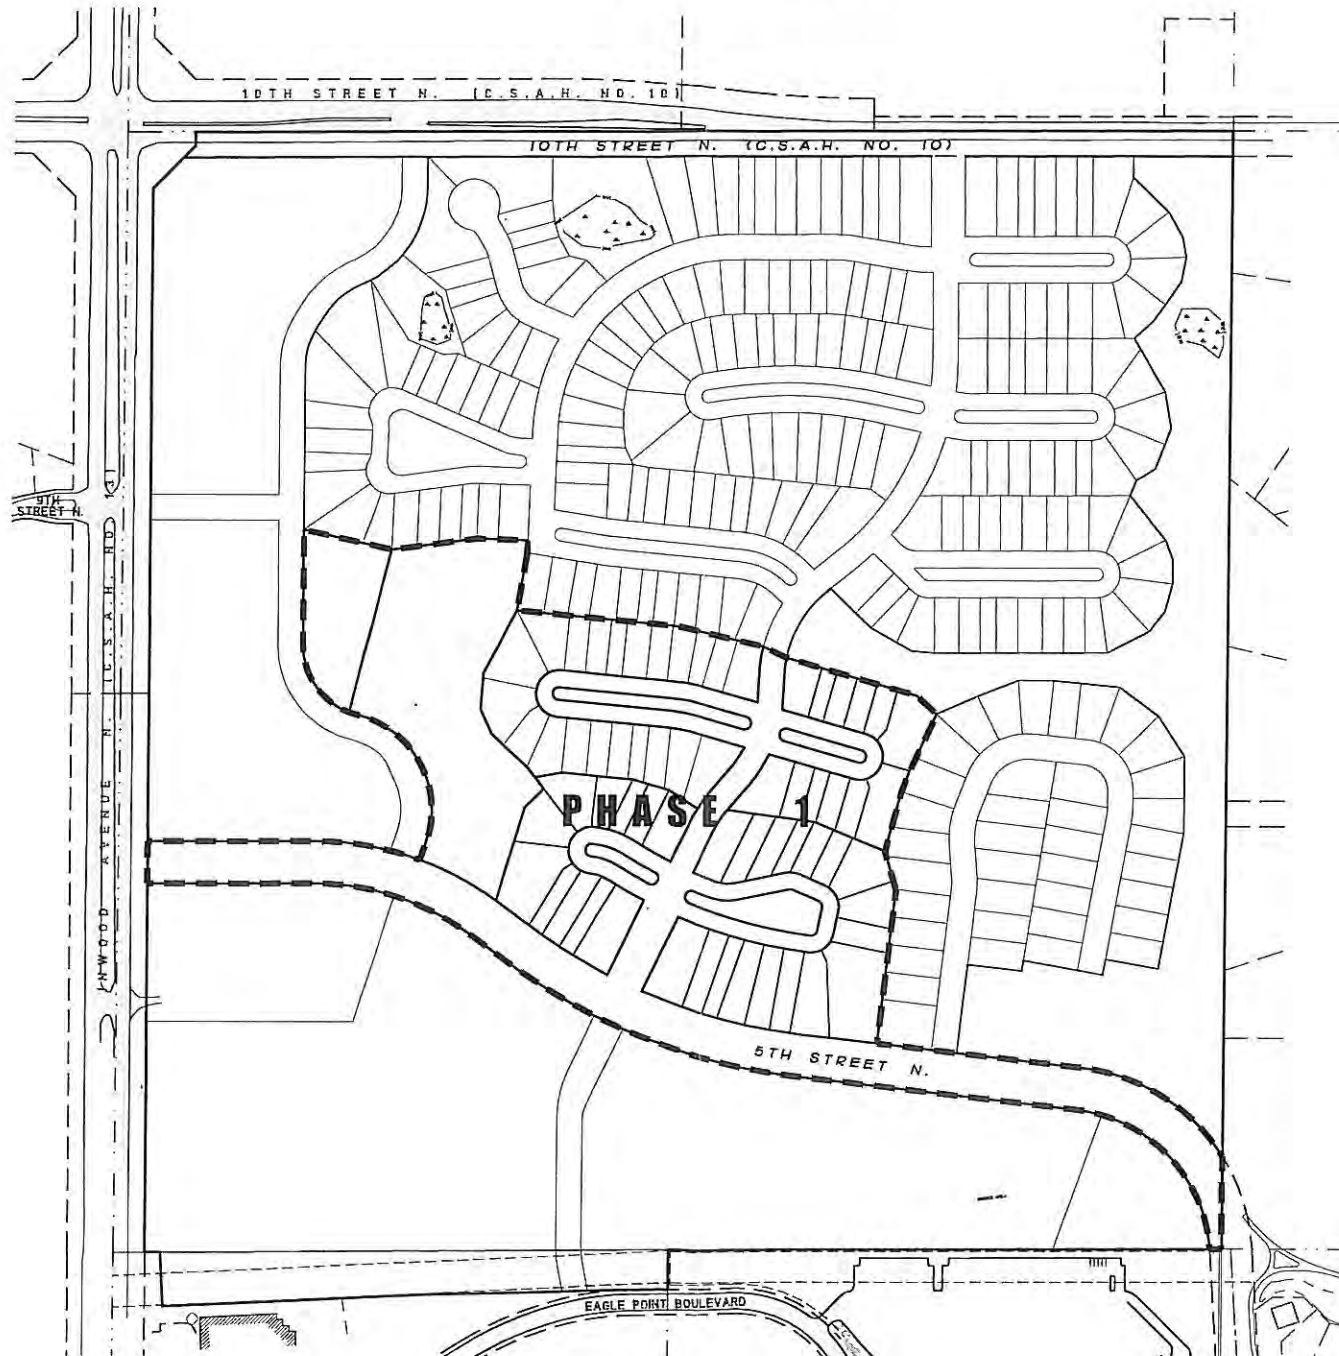 10TH STREET N. (C.S.A.H. NO. 10)
10TH STREET N. (C.S.A.H. NO. 10)
9TH
STREET N.
INWOOD AVENUE N. (C.S.A.H. NO. 13)
PHASE 1
5TH STREET N.
EAGLE POINT BOULEVARD